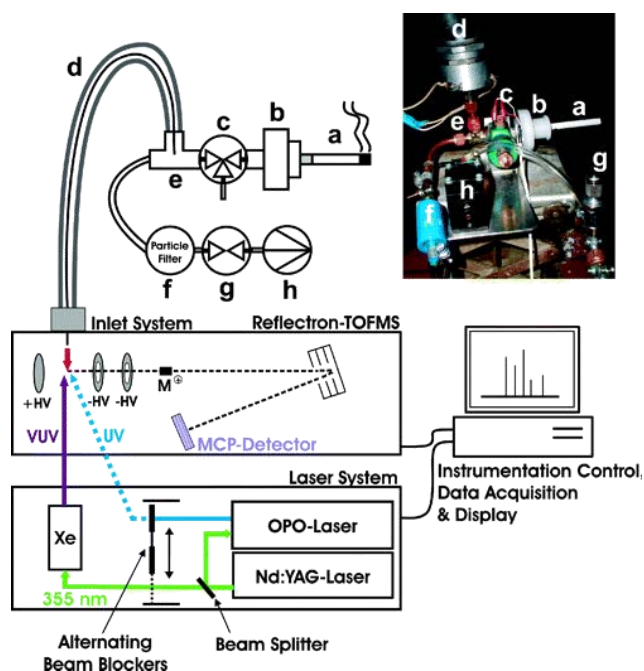 d
b
c
a
e
Particle
Filter
f
g
h
d
c
b
a
e
g
h
f
Inlet System
Reflectron-TOFMS
+HV
-HV
-HV
M⊕
VUV
UV
MCP-Detector
Laser System
Instrumentation Control,
Data Acquisition
& Display
Xe
OPO-Laser
Nd:YAG-Laser
355 nm
Alternating
Beam Blockers
Beam Splitter